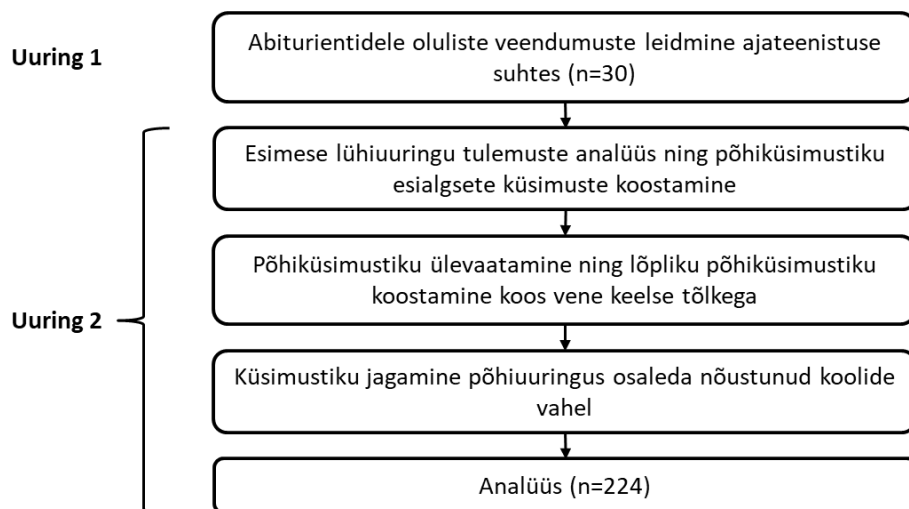 Uuring 1
Abiturientidele oluliste veendumuste leidmine ajateenistuse
suhtes (n=30)
Esimese lühiuuringu tulemuste analüüs ning põhiküsimustiku
esialgsete küsimuste koostamine
Põhiküsimustiku ülevaatamine ning lõpliku põhiküsimustiku
koostamine koos vene keelse tõlkega
Uuring 2
Küsimustiku jagamine põhiuuringus osaleda nõustunud koolide
vahel
Analüüs (n=224)